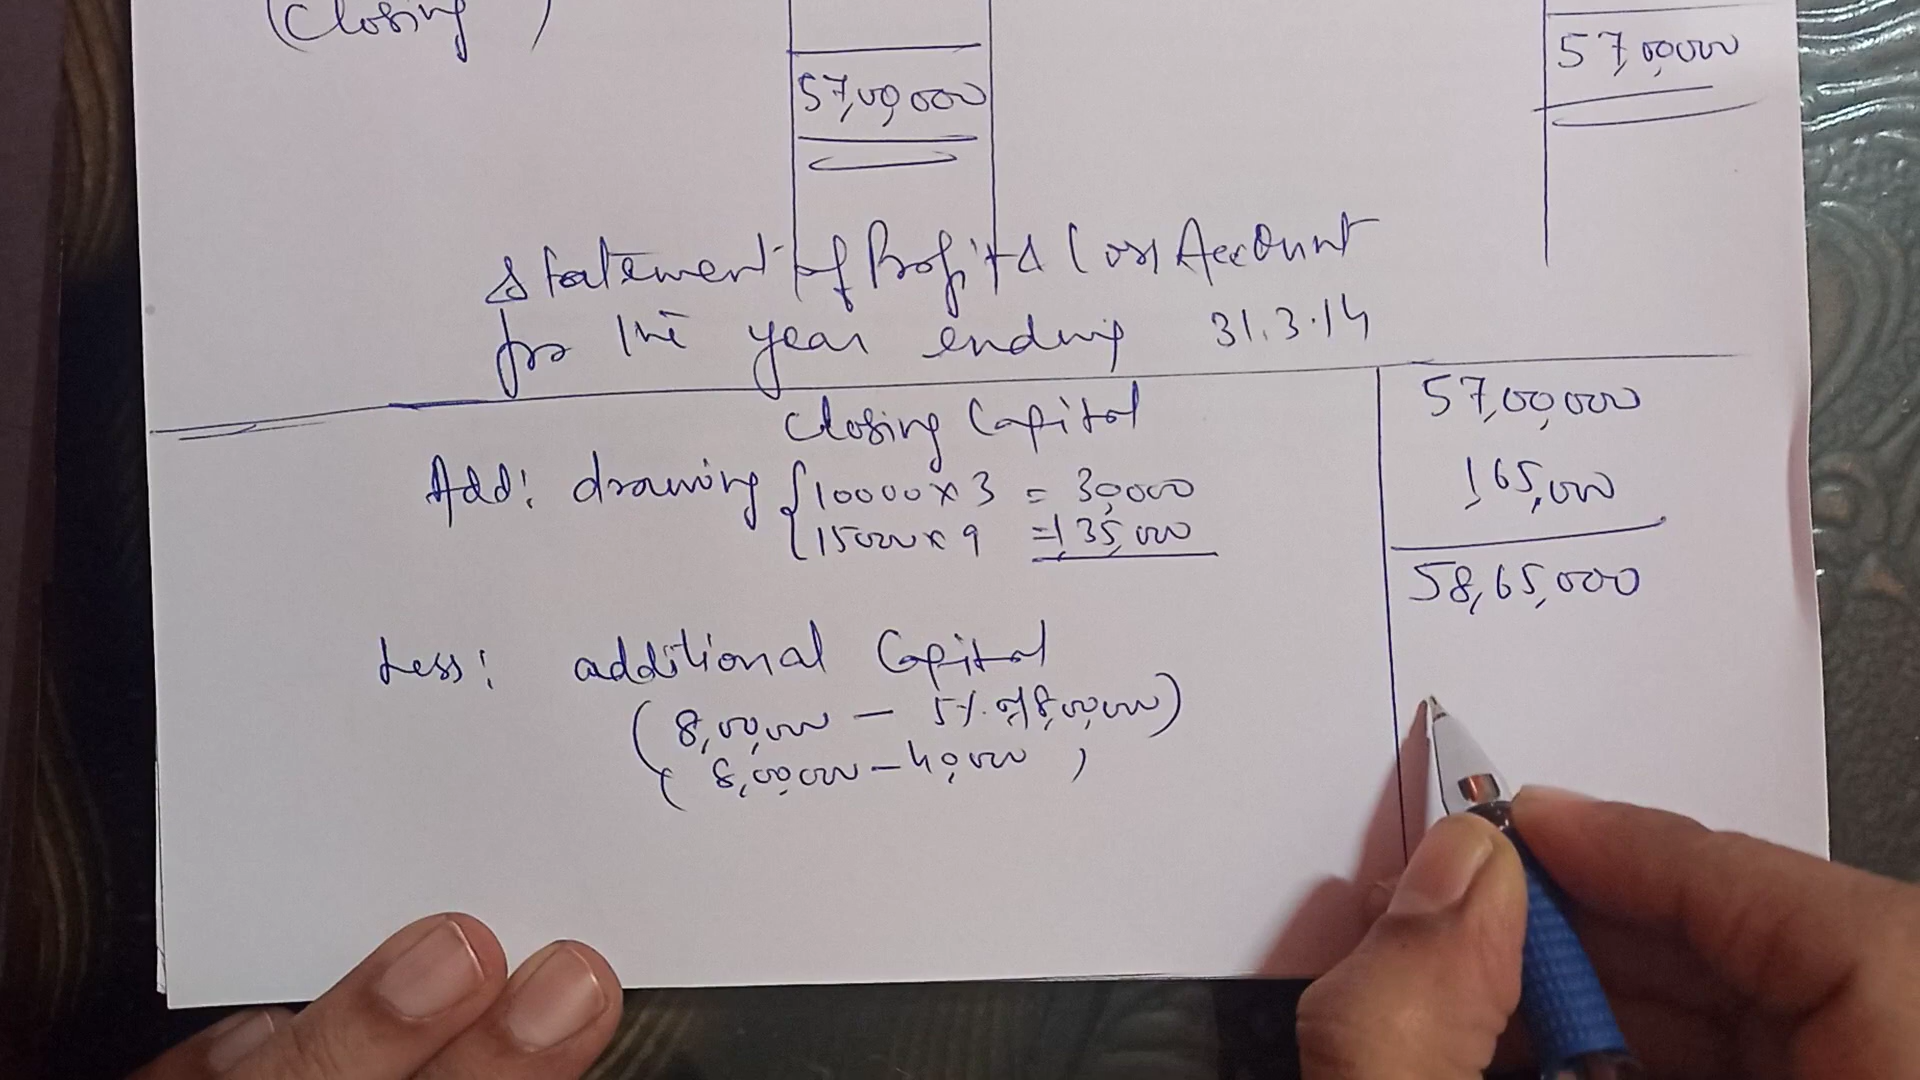 (Closing)
57,00,000
57,00,000
Statement of Profit & Loss Account
for the year ending 31.3.14
Closing Capital 57,00,000
Add: drawing { 10000 x 3 = 30,000 1,65,000
{ 15000 x 9 = 1,35,000
58,65,000
Less: additional Capital
(8,00,000 - 5% of 8,00,000)
(8,00,000 - 40,000)